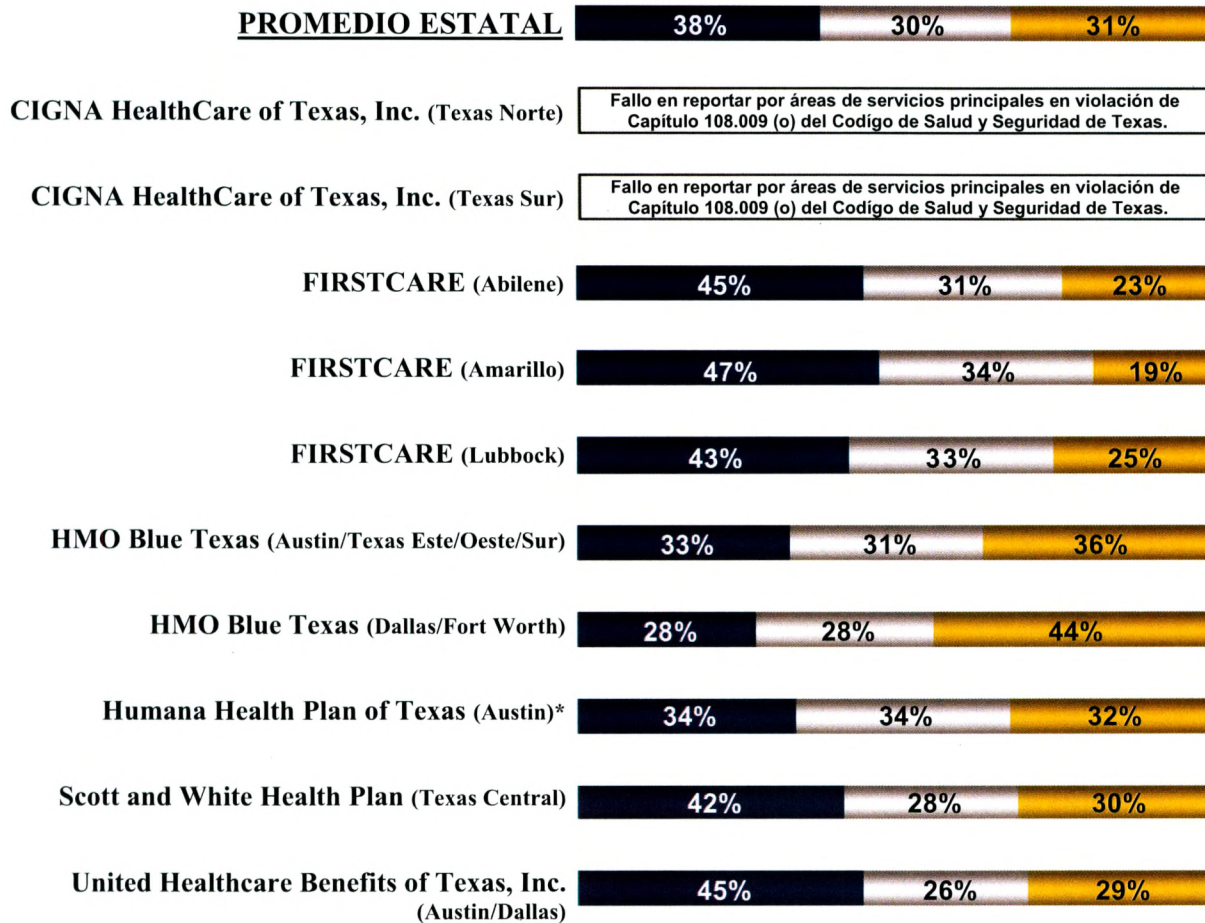 PROMEDIO ESTATAL 38% 30% 31%
CIGNA HealthCare of Texas, Inc. (Texas Norte) Fallo en reportar por áreas de servicios principales en violación de
Capítulo 108.009 (o) del Codígo de Salud y Seguridad de Texas.
CIGNA HealthCare of Texas, Inc. (Texas Sur) Fallo en reportar por áreas de servicios principales en violación de
Capítulo 108.009 (o) del Codígo de Salud y Seguridad de Texas.
FIRSTCARE (Abilene) 45% 31% 23%
FIRSTCARE (Amarillo) 47% 34% 19%
FIRSTCARE (Lubbock) 43% 33% 25%
HMO Blue Texas (Austin/Texas Este/Oeste/Sur) 33% 31% 36%
HMO Blue Texas (Dallas/Fort Worth) 28% 28% 44%
Humana Health Plan of Texas (Austin)* 34% 34% 32%
Scott and White Health Plan (Texas Central) 42% 28% 30%
United Healthcare Benefits of Texas, Inc. 45% 26% 29%
(Austin/Dallas)